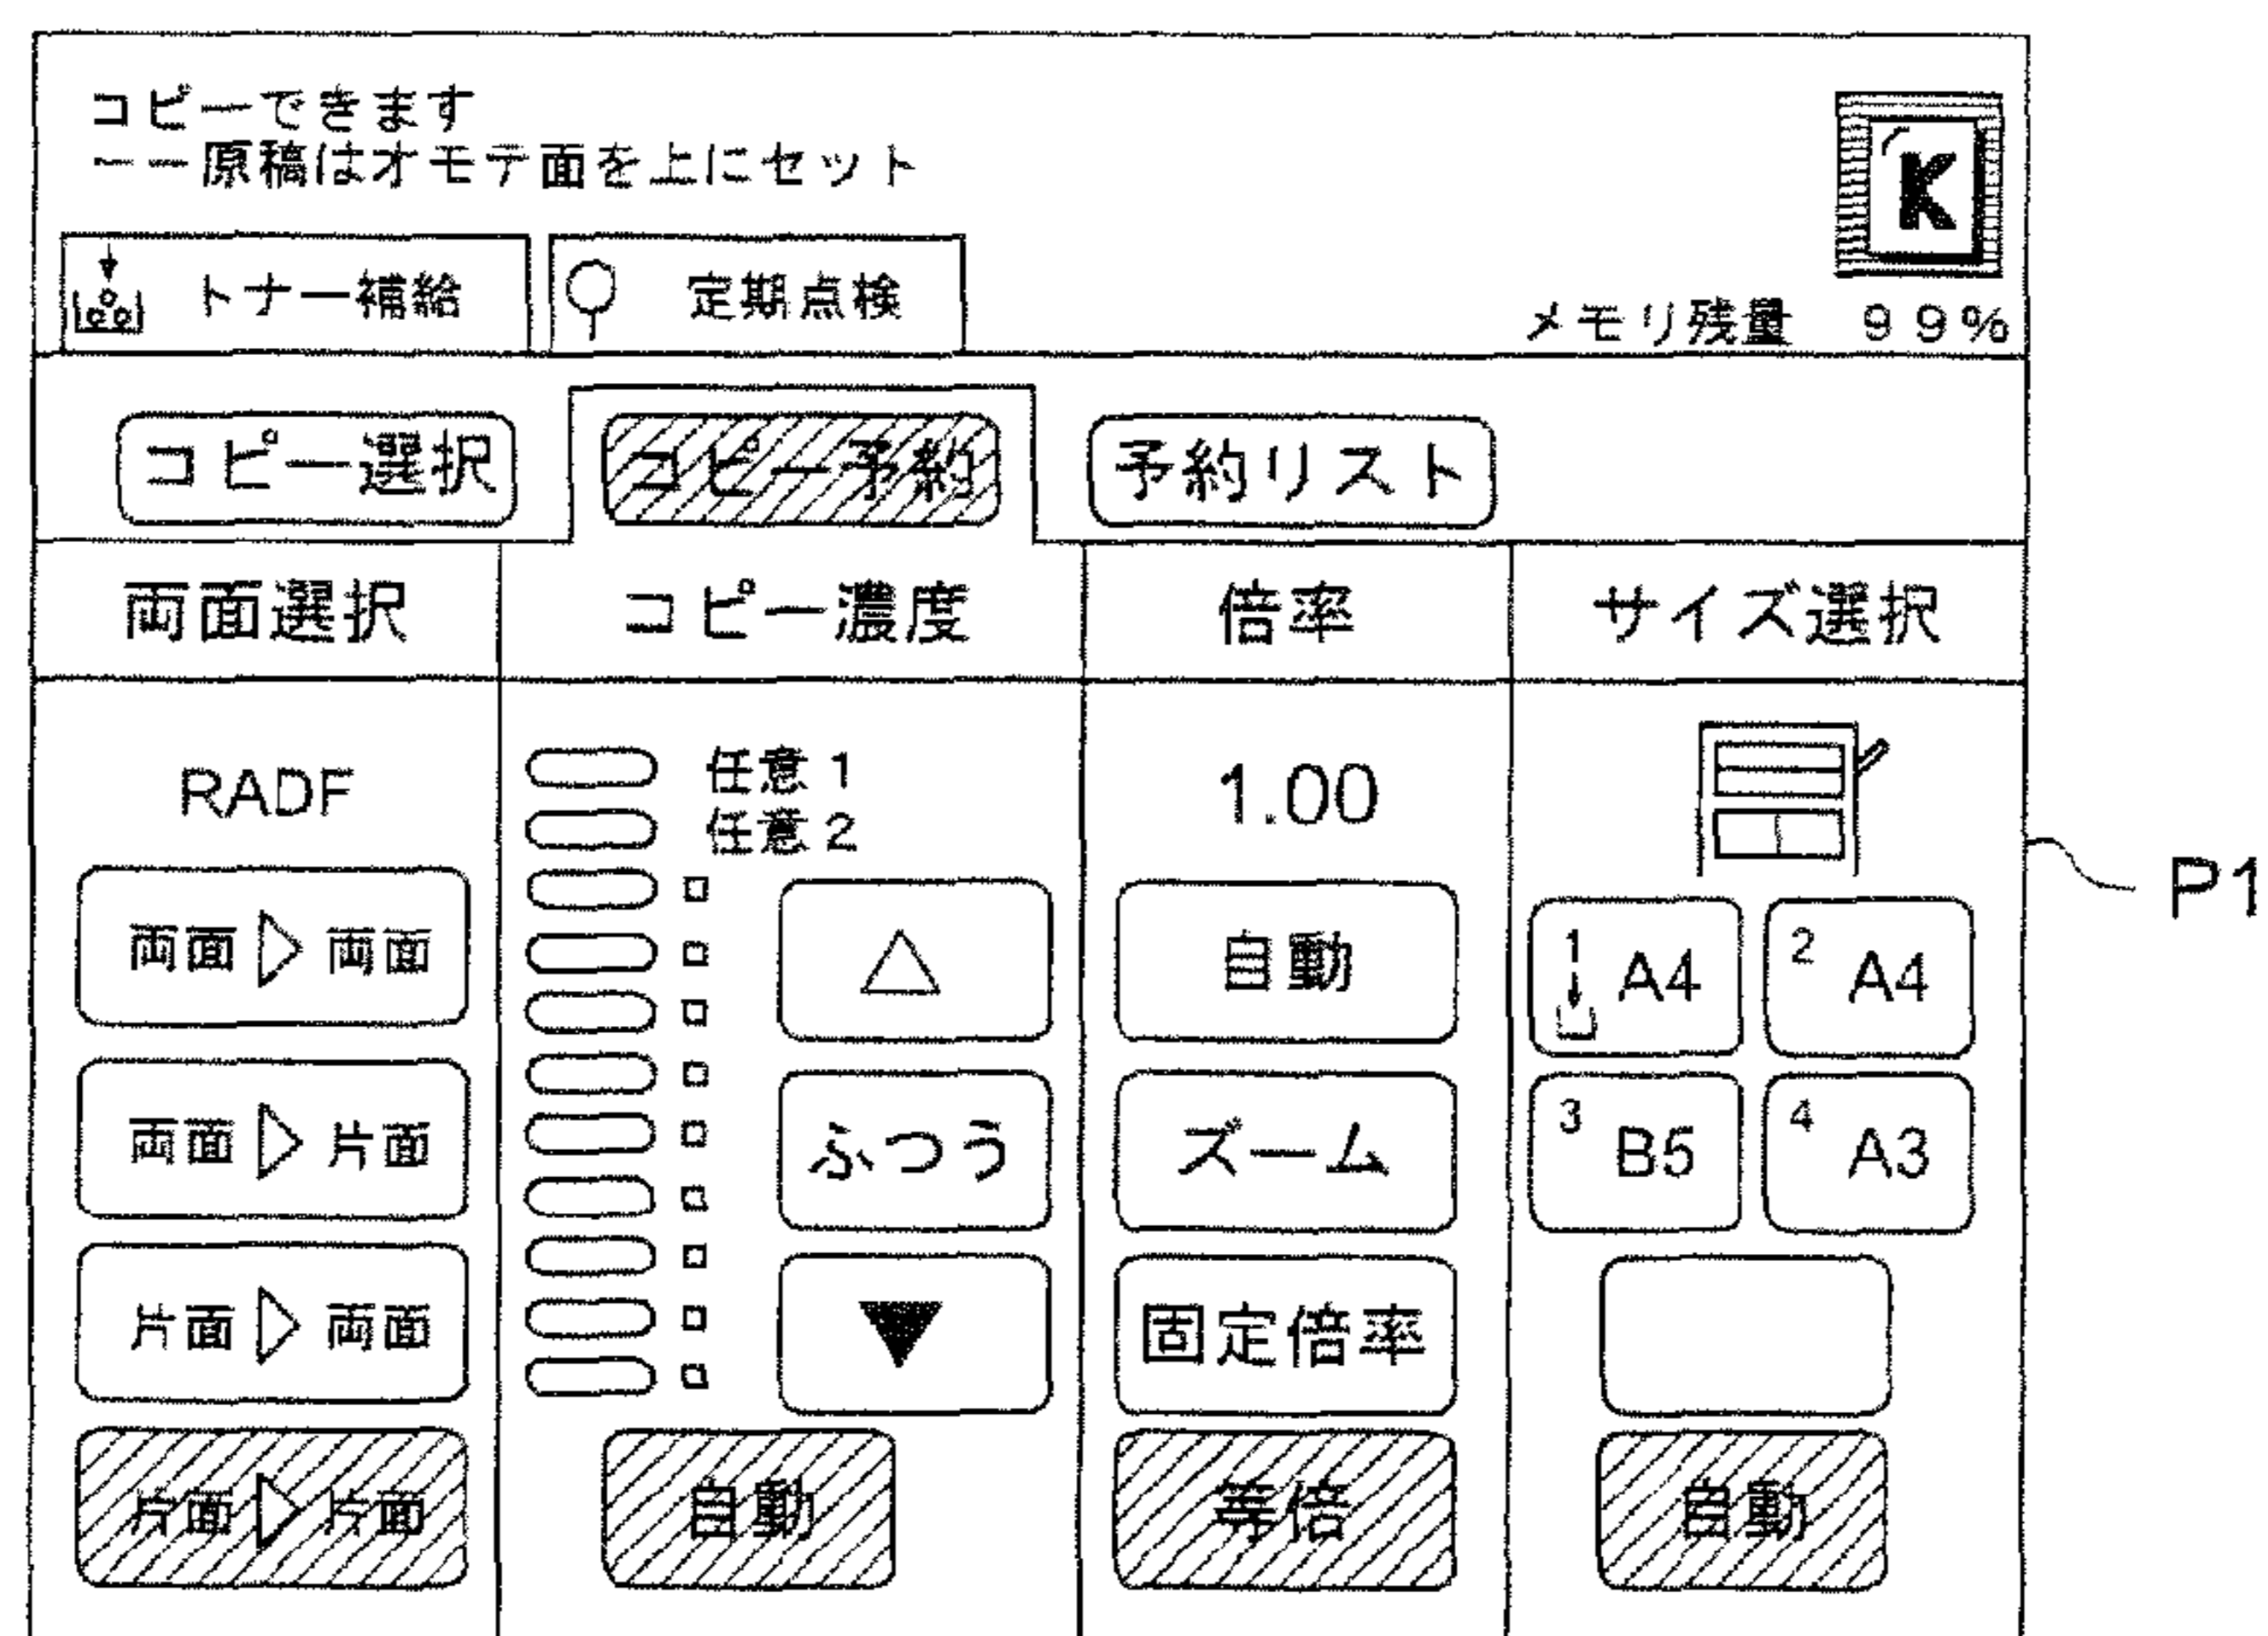 コピーできます
ーー原稿はオモテ面を上にセット
K
トナー補給 定期点検
メモリ残量 99%
コピー選択 コピー予約 予約リスト
両面選択 コピー濃度 倍率 サイズ選択
RADF
両面▷両面
両面▷片面
片面▷両面
片面▷片面
任意1
任意2
△
ふつう
▼
自動
1.00
自動
ズーム
固定倍率
等倍
1 A4 2 A4
3 B5 4 A3
自動
P1